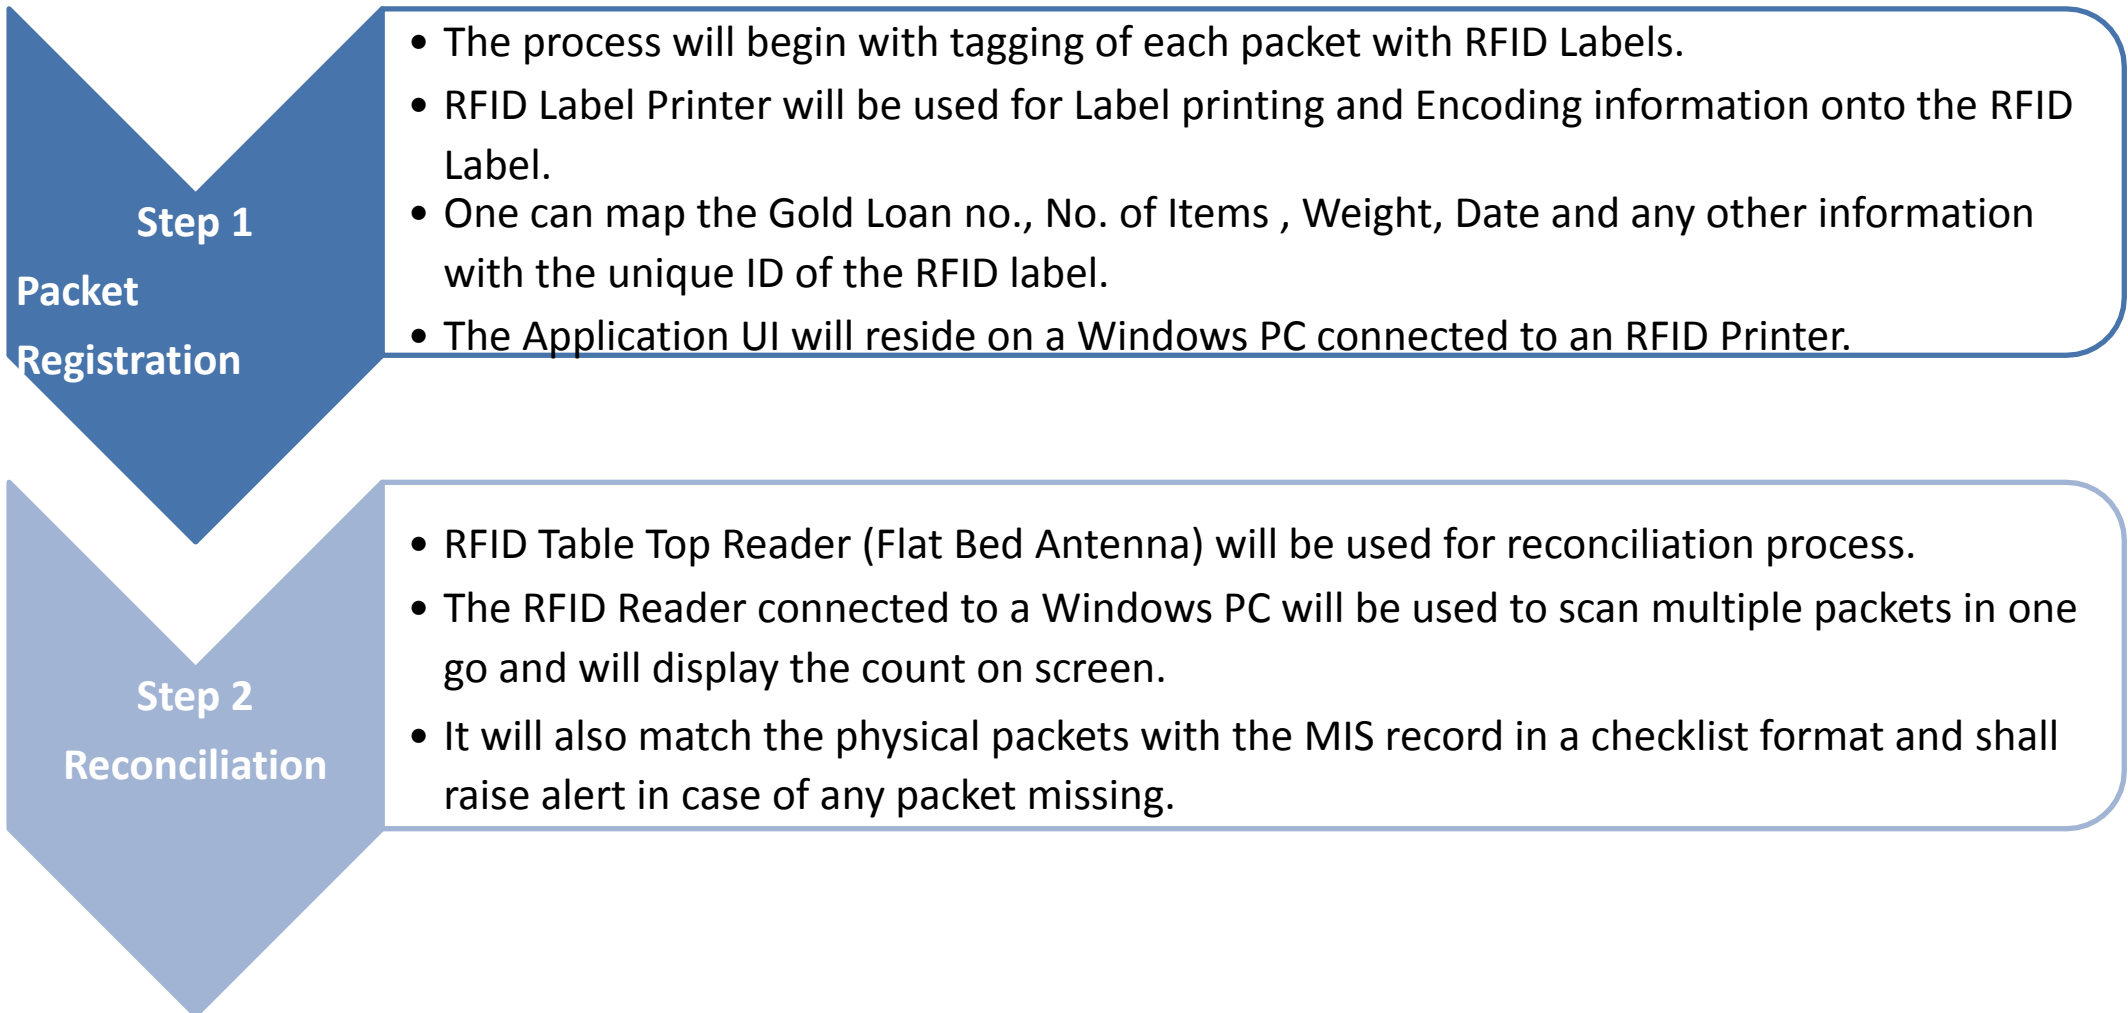 Step 1
Packet
Registration
• The process will begin with tagging of each packet with RFID Labels.
• RFID Label Printer will be used for Label printing and Encoding information onto the RFID
Label.
• One can map the Gold Loan no., No. of Items , Weight, Date and any other information
with the unique ID of the RFID label.
• The Application UI will reside on a Windows PC connected to an RFID Printer.
Step 2
Reconciliation
• RFID Table Top Reader (Flat Bed Antenna) will be used for reconciliation process.
• The RFID Reader connected to a Windows PC will be used to scan multiple packets in one
go and will display the count on screen.
• It will also match the physical packets with the MIS record in a checklist format and shall
raise alert in case of any packet missing.